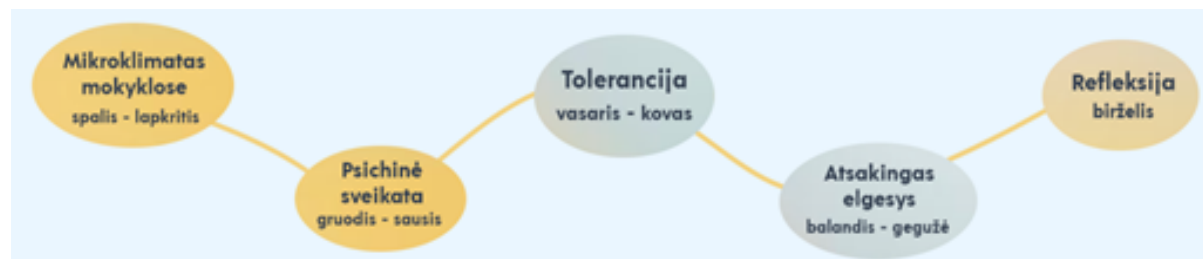 Mikroklimatas
mokyklose
spalis - lapkritis
Psichinė
sveikata
gruodis - sausis
Tolerancija
vasaris - kovas
Atsakingas
elgesys
balandis - gegužė
Refleksija
birželis